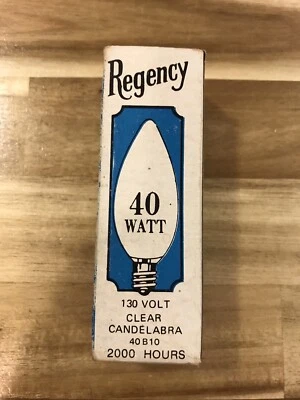 Regency
40
WATT
130 VOLT
CLEAR
CANDELABRA
40B10
2000 HOURS